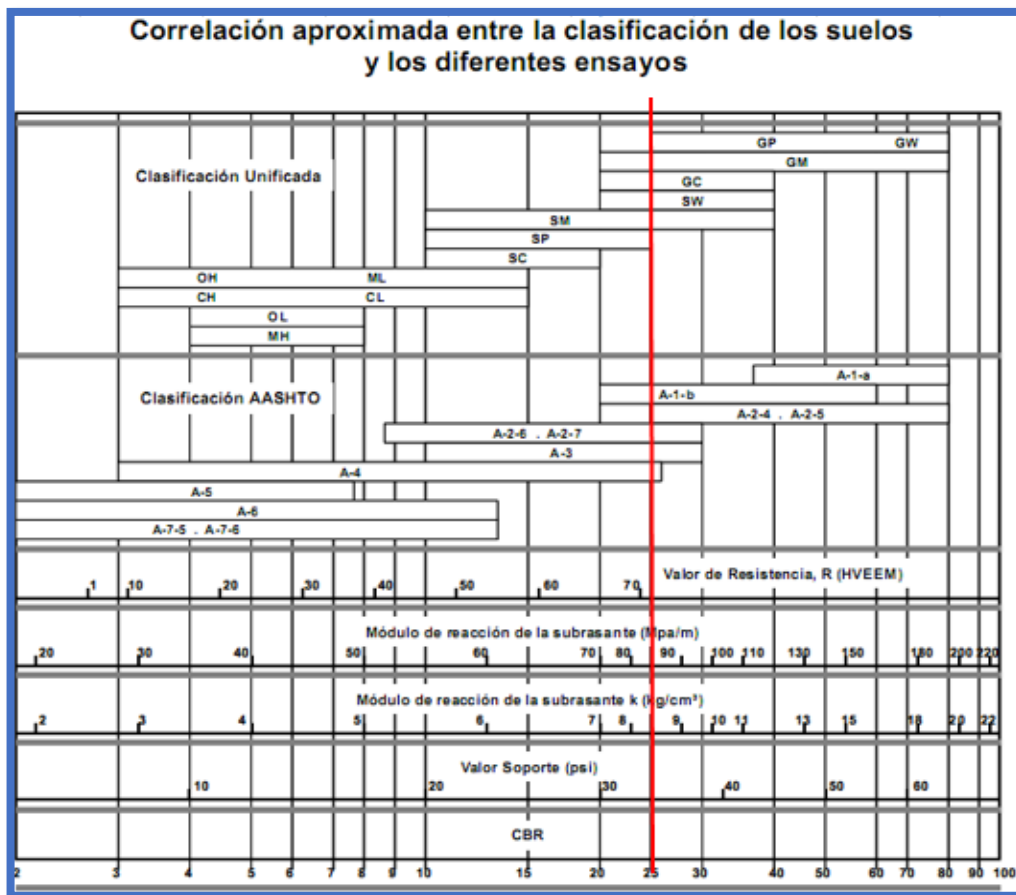 Correlación aproximada entre la clasificación de los suelos
y los diferentes ensayos
GP GW
Clasificación Unificada
GM
GC
SW
SM
SP
SC
OH ML
CH CL
OL
MH
A-1-a
Clasificación AASHTO
A-1-b
A-2-4 . A-2-5
A-2-6 . A-2-7
A-3
A-4
A-5
A-6
A-7-5 . A-7-6
Valor de Resistencia, R (HVEEM)
1 10 20 30 40 50 60 70
Módulo de reacción de la subrasante (Mpa/m)
20 30 40 50 60 70 80 90 100 110 130 150 180 200 220
Módulo de reacción de la subrasante k (kg/cm³)
2 3 4 5 6 7 8 9 10 11 13 15 18 20 22
Valor Soporte (psi)
10 20 30 40 50 60
CBR
2 3 4 5 6 7 8 9 10 15 20 25 30 40 50 60 70 80 90 100